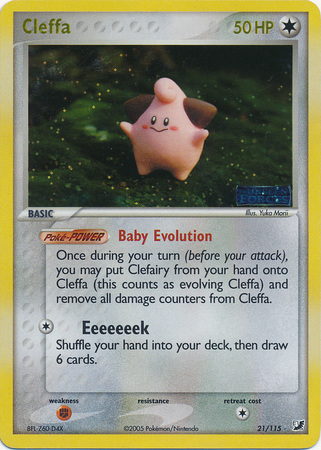 Cleffa 50 HP
BASIC
Illus. Yuka Morii
Poké-POWER Baby Evolution
Once during your turn (before your attack),
you may put Clefairy from your hand onto
Cleffa (this counts as evolving Cleffa) and
remove all damage counters from Cleffa.
Eeeeeeek
Shuffle your hand into your deck, then draw
6 cards.
weakness resistance retreat cost
BFL-Z60-D4X ©2005 Pokémon/Nintendo 21/115